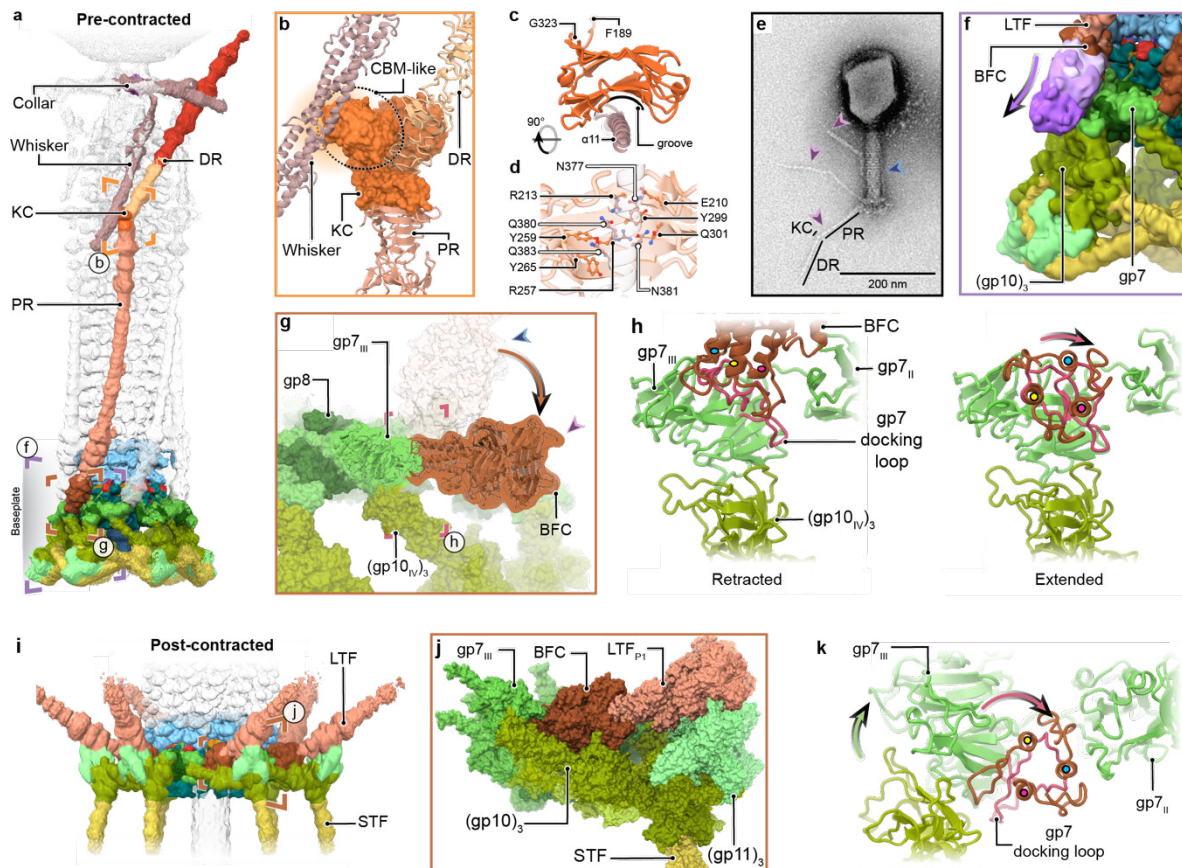 a
Pre-contracted
Collar
Whisker
DR
KC
b
PR
f
Baseplate
g
b
CBM-like
DR
KC
Whisker
PR
c
G323
F189
90°
α11
groove
d
N377
R213
E210
Q380
Y299
Y259
Q301
Q383
Y265
R257
N381
e
KC
PR
DR
200 nm
f
LTF
BFC
(gp10)3
gp7
g
gp7III
gp8
BFC
h
(gp10IV)3
h
BFC
gp7III
gp7II
gp7
docking
loop
(gp10IV)3
Retracted
Extended
i
Post-contracted
LTF
j
STF
j
gp7III
BFC
LTFP1
(gp10)3
STF
(gp11)3
k
gp7III
gp7II
gp7
docking loop